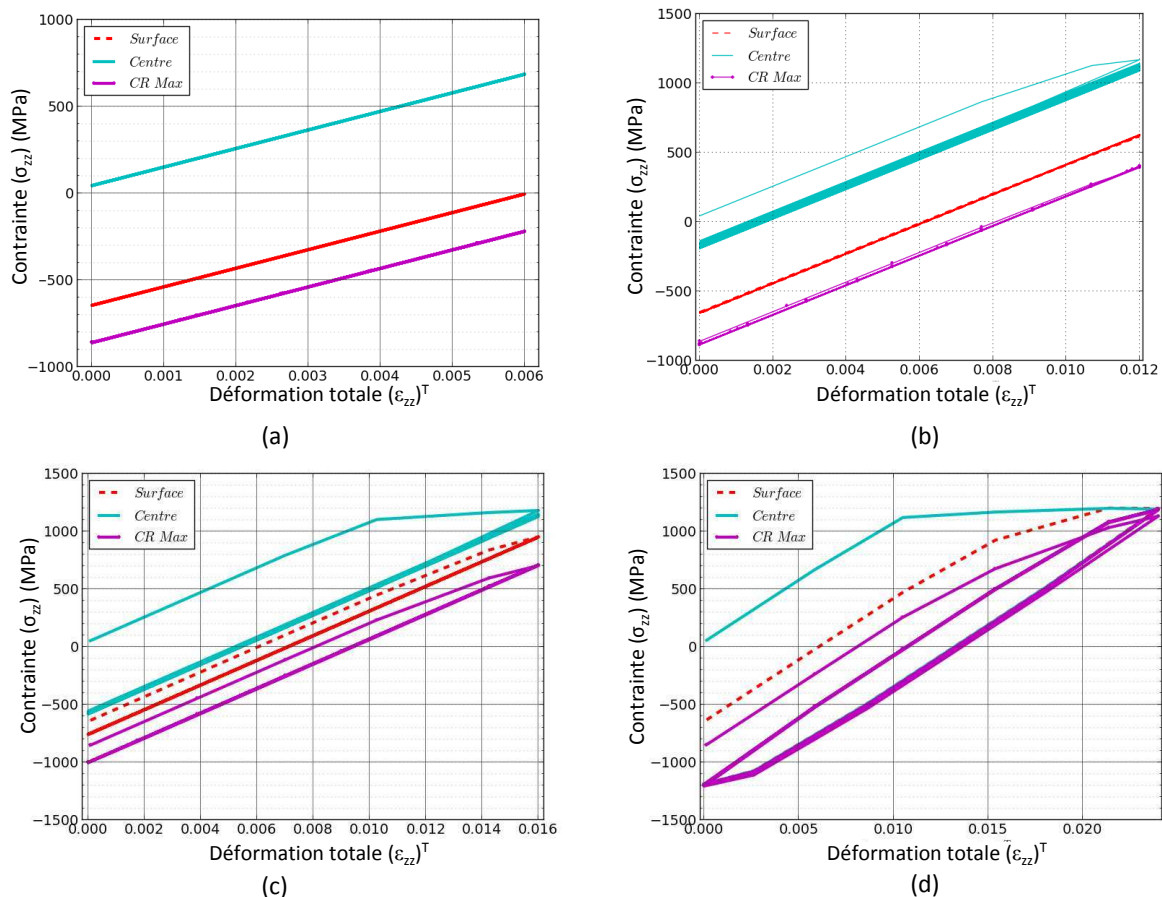 1000
500
0
−500
−1000
Contrainte (σzz) (MPa)
Surface
Centre
CR Max
0.000 0.001 0.002 0.003 0.004 0.005 0.006
Déformation totale (εzz)ᵀ
(a)
1500
1000
500
0
−500
−1000
Contrainte (σzz) (MPa)
Surface
Centre
CR Max
0.000 0.002 0.004 0.006 0.008 0.010 0.012
Déformation totale (εzz)ᵀ
(b)
1500
1000
500
0
−500
−1000
−1500
Contrainte (σzz) (MPa)
Surface
Centre
CR Max
0.000 0.002 0.004 0.006 0.008 0.010 0.012 0.014 0.016
Déformation totale (εzz)ᵀ
(c)
1500
1000
500
0
−500
−1000
−1500
Contrainte (σzz) (MPa)
Surface
Centre
CR Max
0.000 0.005 0.010 0.015 0.020
Déformation totale (εzz)ᵀ
(d)